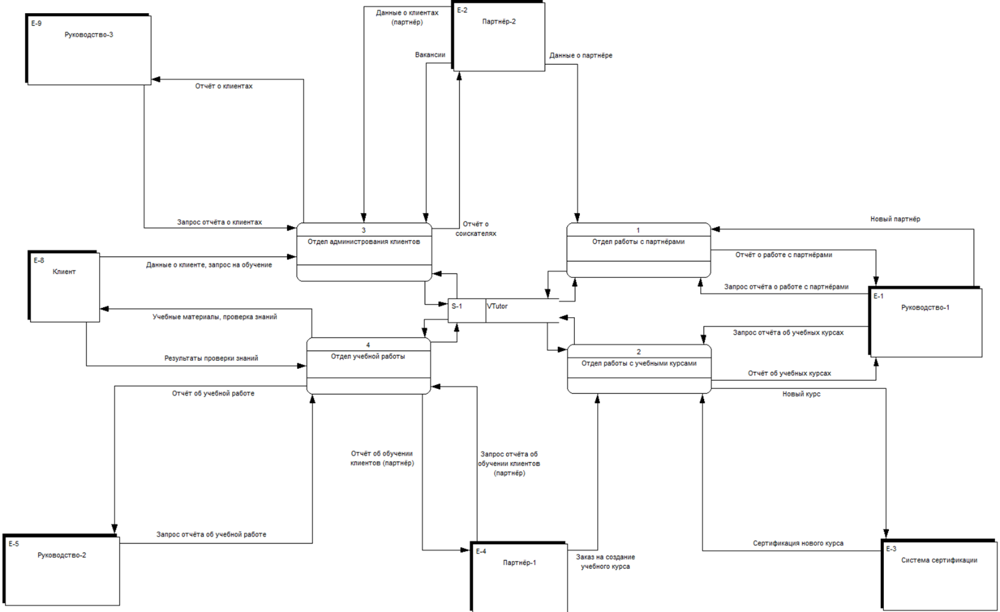 E-9
Руководство-3
Данные о клиентах
(партнёр)
E-2
Партнёр-2
Вакансии
Данные о партнёре
Отчёт о клиентах
Запрос отчёта о клиентах
3
Отдел администрования клиентов
Отчёт о
соискателях
1
Отдел работы с партнёрами
Новый партнёр
Отчёт о работе с партнёрами
E-8
Клиент
Данные о клиенте, запрос на обучение
Запрос отчёта о работе с партнёрами
E-1
Руководство-1
S-1
VTutor
Учебные материалы, проверка знаний
Запрос отчёта об учебных курсах
4
Отдел учебной работы
2
Отдел работы с учебными курсами
Результаты проверки знаний
Отчёт об учебных курсах
Отчёт об учебной работе
Новый курс
Отчёт об обучении
клиентов (партнёр)
Запрос отчёта об
обучении клиентов
(партнёр)
Запрос отчёта об учебной работе
E-5
Руководство-2
E-4
Партнёр-1
Заказ на создание
учебного курса
Сертификация нового курса
E-3
Система сертификации